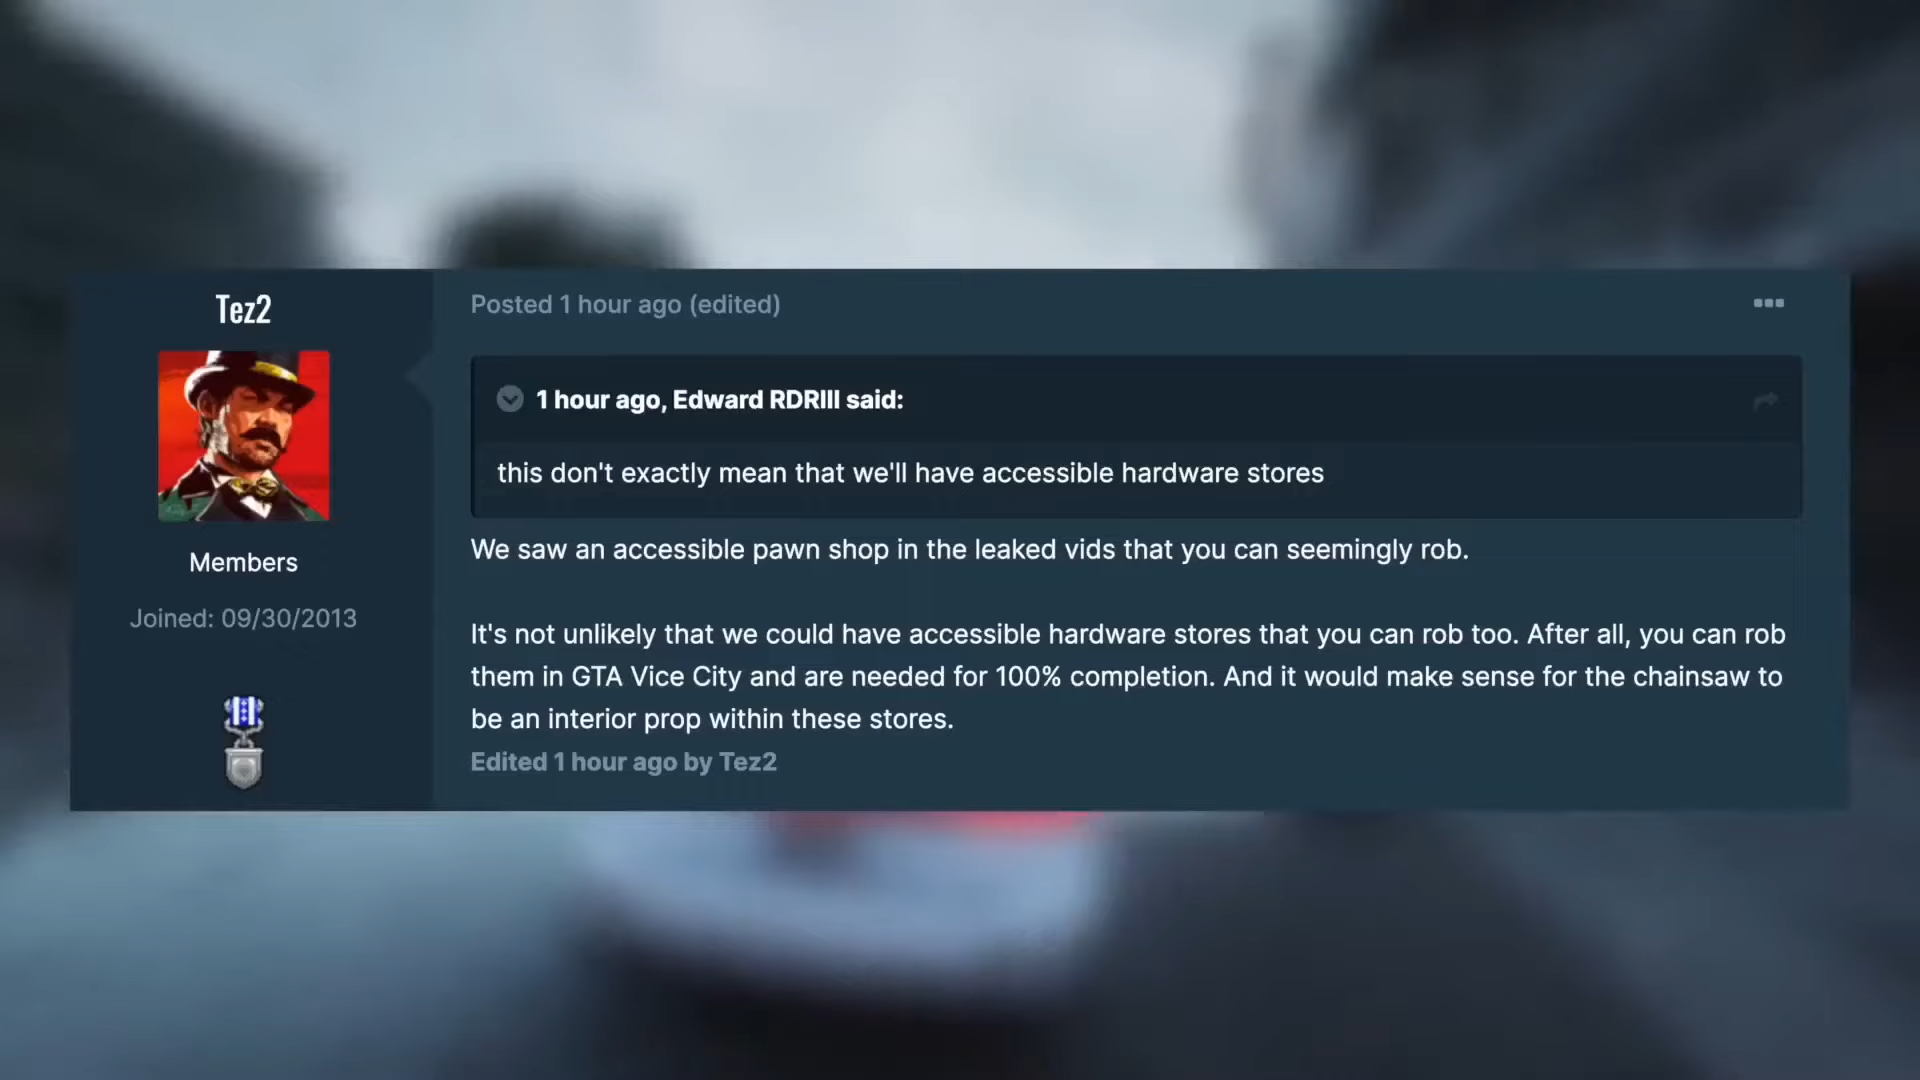 Tez2
Members
Joined: 09/30/2013
Posted 1 hour ago (edited)
1 hour ago, Edward RDRIII said:
this don't exactly mean that we'll have accessible hardware stores
We saw an accessible pawn shop in the leaked vids that you can seemingly rob.
It's not unlikely that we could have accessible hardware stores that you can rob too. After all, you can rob
them in GTA Vice City and are needed for 100% completion. And it would make sense for the chainsaw to
be an interior prop within these stores.
Edited 1 hour ago by Tez2